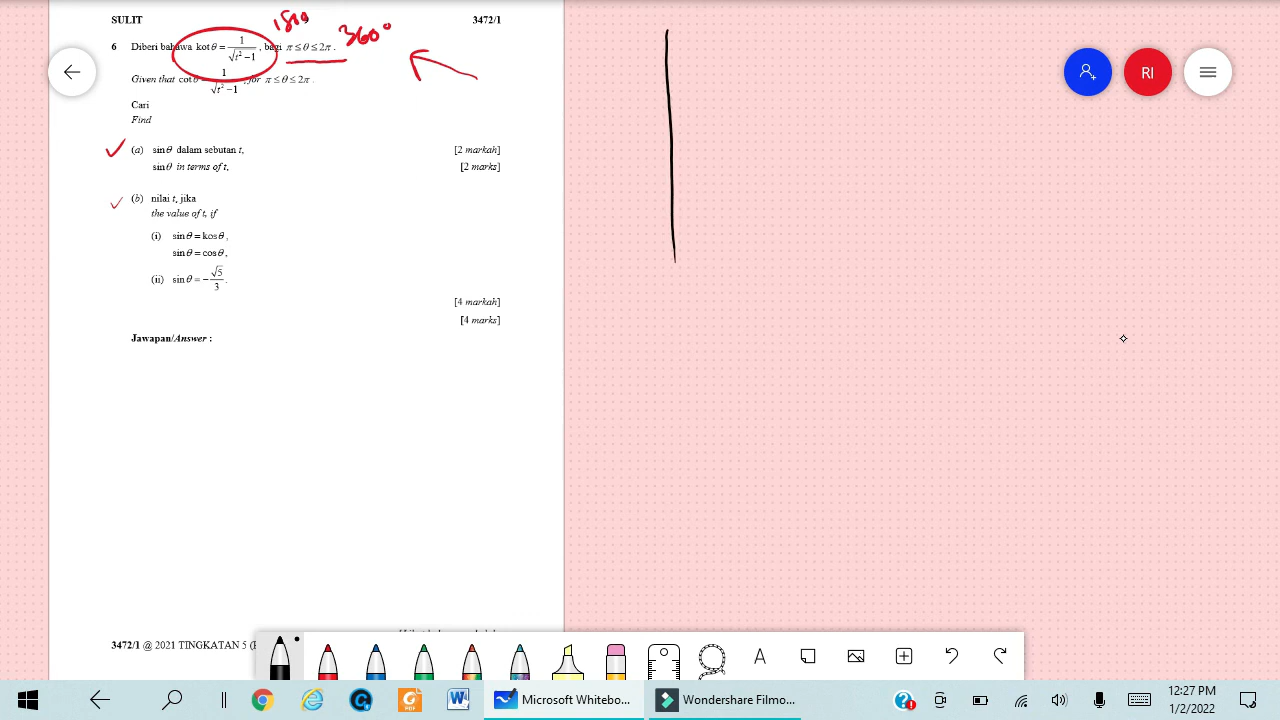 SULIT 9 3472/1
180
360°
6 Diberi bahawa kot θ = 1/√(t² − 1) , bagi π ≤ θ ≤ 2π .
Given that cot θ = 1/√(t² − 1) , for π ≤ θ ≤ 2π .
Cari
Find
(a) sin θ dalam sebutan t, [2 markah]
sin θ in terms of t, [2 marks]
(b) nilai t, jika
the value of t, if
(i) sin θ = kos θ ,
sin θ = cos θ ,
(ii) sin θ = −√5/3 .
[4 markah]
[4 marks]
Jawapan/Answer :
3472/1 @ 2021 TINGKATAN 5
RI
A
W
PDF
Microsoft Whitebo...
Wondershare Filmo...
12:27 PM
1/2/2022